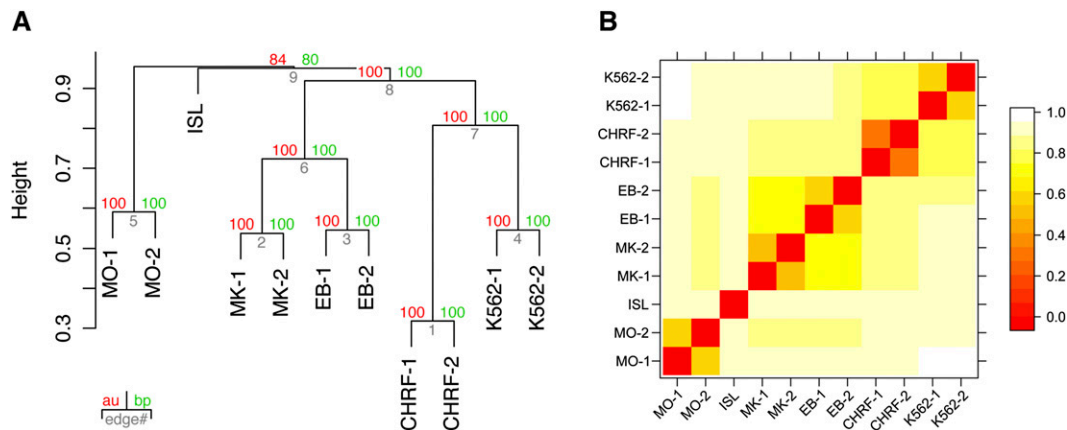 A
B
84 80
9
100 100
8
100 100
7
100 100
6
100 100
5
100 100
2
100 100
3
100 100
4
100 100
1
Height
0.9
0.7
0.5
0.3
MO-1
MO-2
ISL
MK-1
MK-2
EB-1
EB-2
CHRF-1
CHRF-2
K562-1
K562-2
au bp
edge#
K562-2
K562-1
CHRF-2
CHRF-1
EB-2
EB-1
MK-2
MK-1
ISL
MO-2
MO-1
MO-1
MO-2
ISL
MK-1
MK-2
EB-1
EB-2
CHRF-1
CHRF-2
K562-1
K562-2
1.0
0.8
0.6
0.4
0.2
0.0